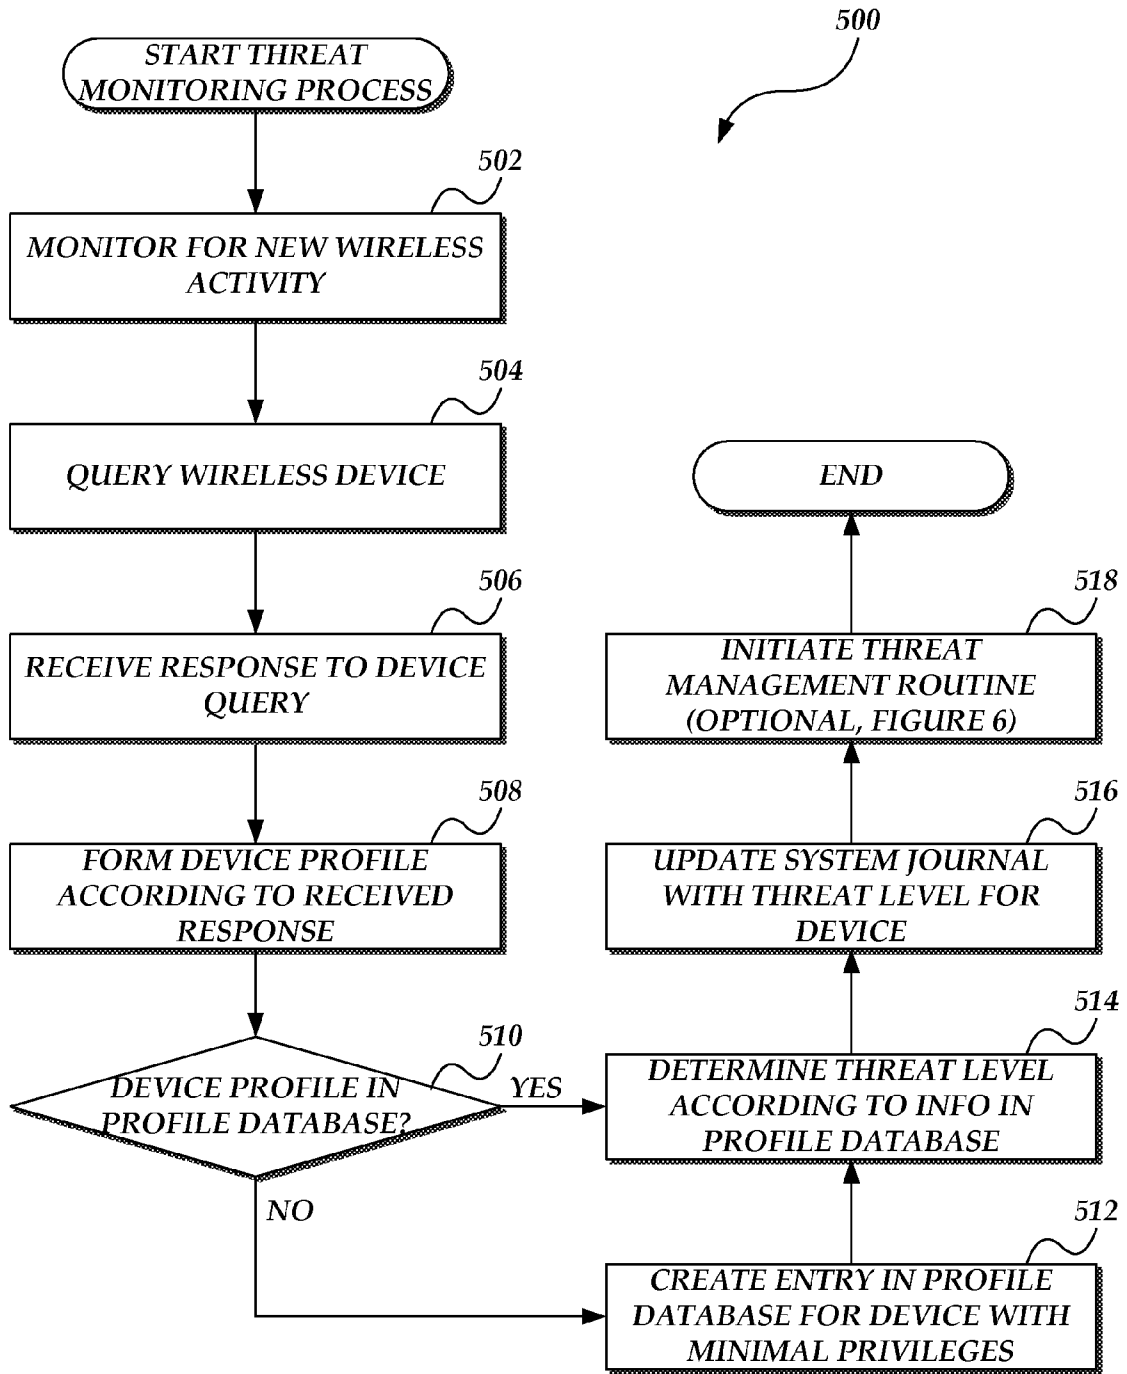 500
START THREAT
MONITORING PROCESS
502
MONITOR FOR NEW WIRELESS
ACTIVITY
504
QUERY WIRELESS DEVICE
506
RECEIVE RESPONSE TO DEVICE
QUERY
508
FORM DEVICE PROFILE
ACCORDING TO RECEIVED
RESPONSE
510
DEVICE PROFILE IN
PROFILE DATABASE?
YES
NO
512
CREATE ENTRY IN PROFILE
DATABASE FOR DEVICE WITH
MINIMAL PRIVILEGES
514
DETERMINE THREAT LEVEL
ACCORDING TO INFO IN
PROFILE DATABASE
516
UPDATE SYSTEM JOURNAL
WITH THREAT LEVEL FOR
DEVICE
518
INITIATE THREAT
MANAGEMENT ROUTINE
(OPTIONAL, FIGURE 6)
END